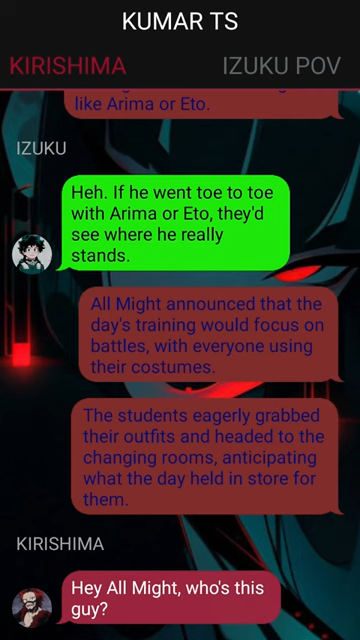 KUMAR TS
KIRISHIMA
IZUKU POV
like Arima or Eto.
IZUKU
Heh. If he went toe to toe
with Arima or Eto, they'd
see where he really
stands.
All Might announced that the
day's training would focus on
battles, with everyone using
their costumes.
The students eagerly grabbed
their outfits and headed to the
changing rooms, anticipating
what the day held in store for
them.
KIRISHIMA
Hey All Might, who's this
guy?